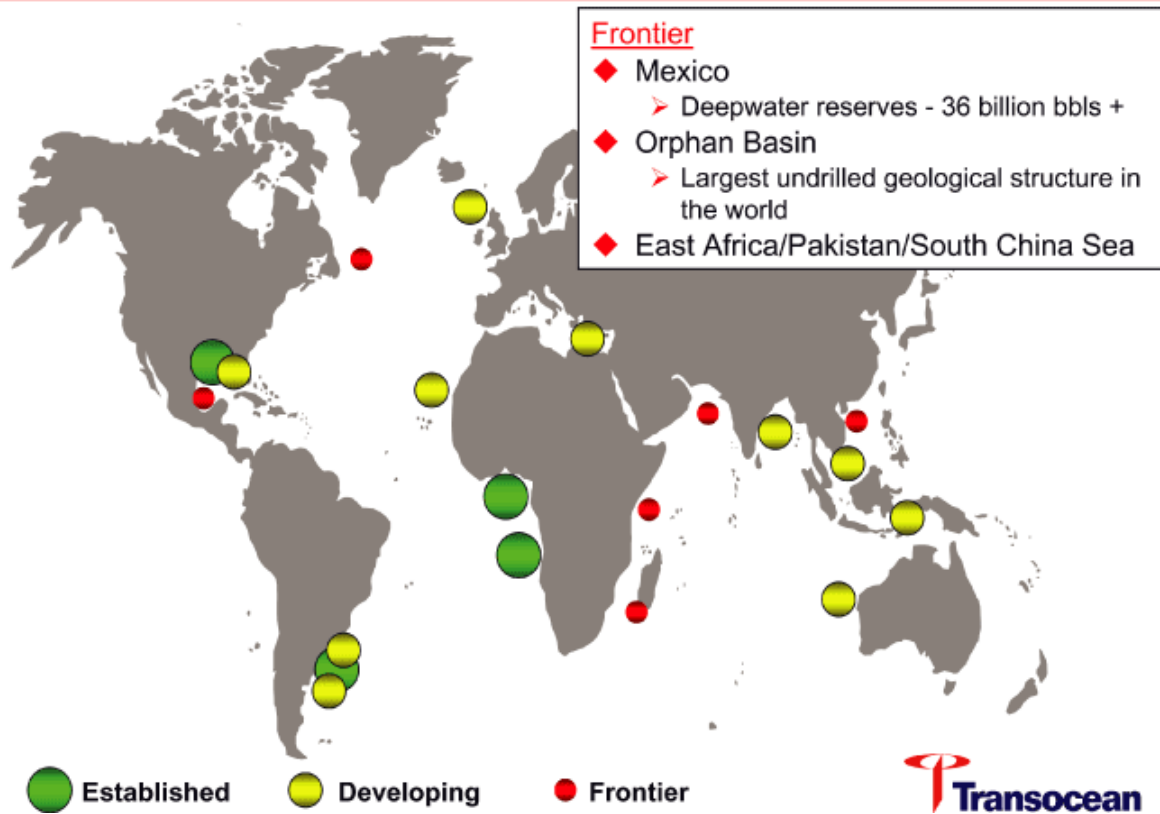 Frontier
Mexico
Deepwater reserves - 36 billion bbls +
Orphan Basin
Largest undrilled geological structure in
the world
East Africa/Pakistan/South China Sea
Established
Developing
Frontier
Transocean